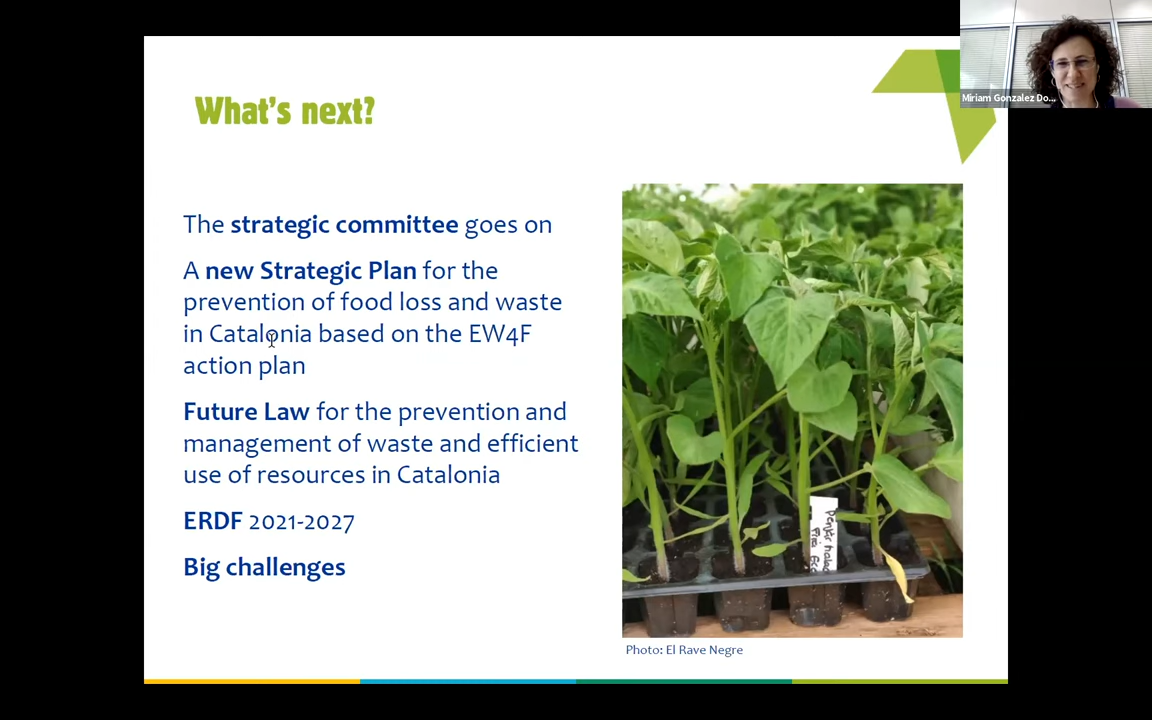 Miriam Gonzalez Do...
What's next?
The strategic committee goes on
A new Strategic Plan for the
prevention of food loss and waste
in Catalonia based on the EW4F
action plan
Future Law for the prevention and
management of waste and efficient
use of resources in Catalonia
ERDF 2021-2027
Big challenges
Photo: El Rave Negre